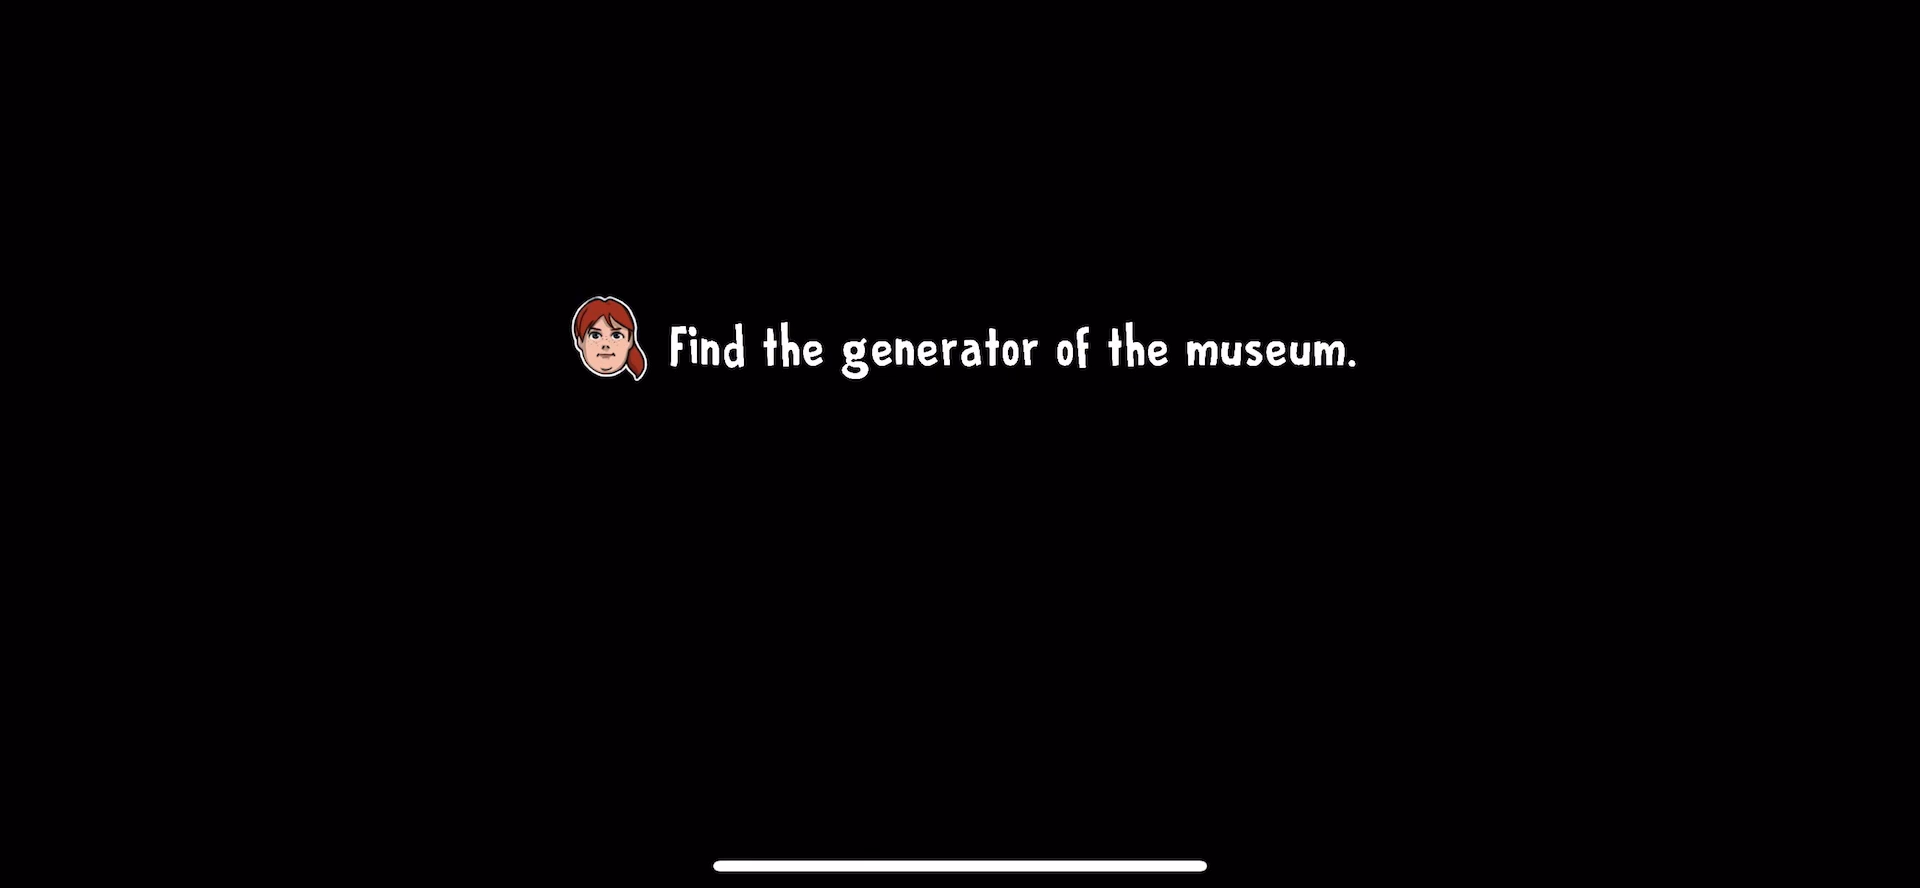 Find the generator of the museum.